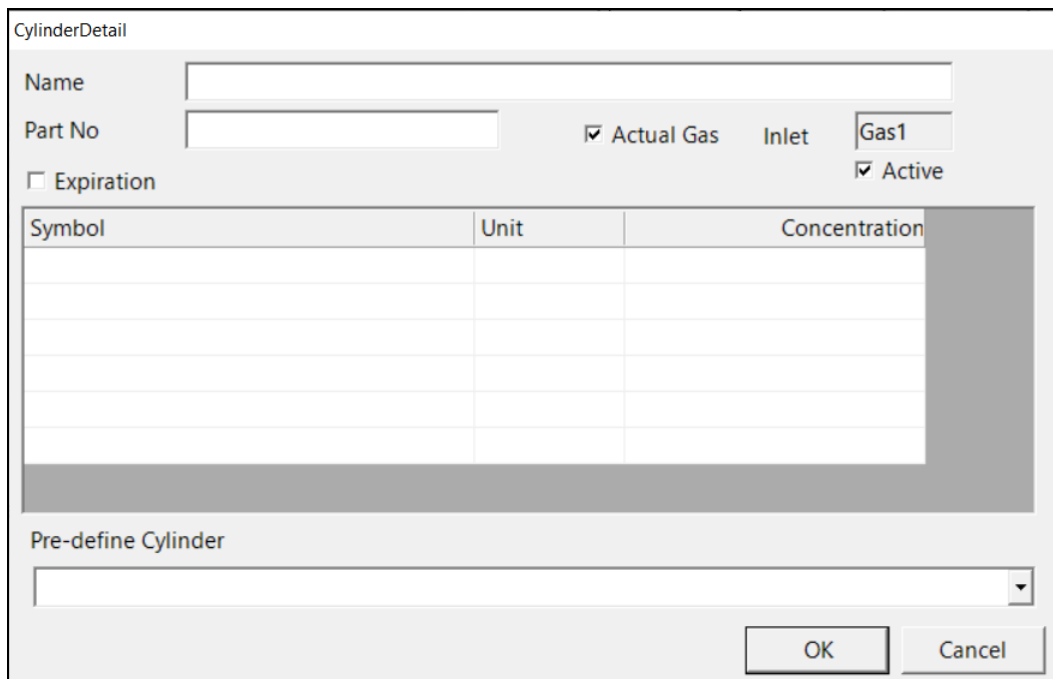 CylinderDetail
Name
Part No
Actual Gas Inlet Gas1
Expiration
Active
Symbol Unit Concentration
Pre-define Cylinder
OK Cancel